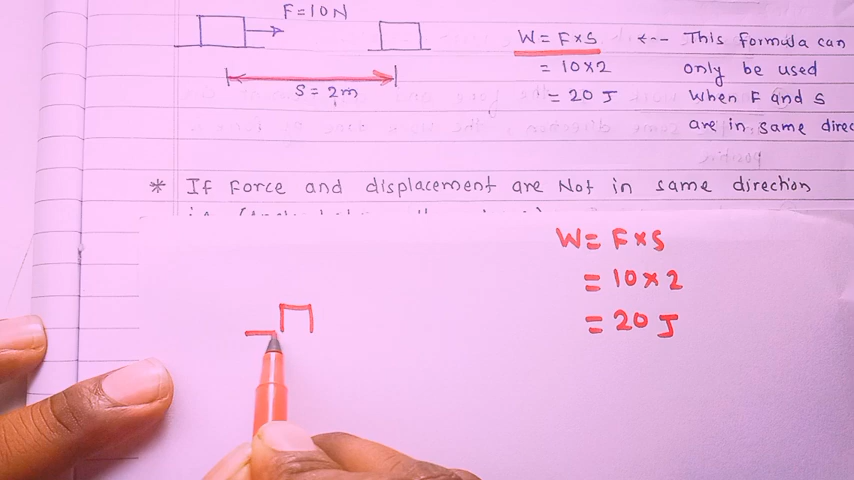 F=10N
S = 2m
W = F×S ←-- This formula can
= 10×2 only be used
= 20 J when F and S
are in same direc
* If Force and displacement are Not in same direction
W= F×S
= 10×2
= 20 J